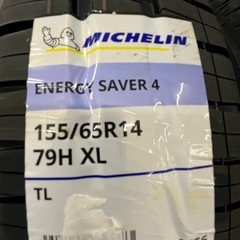 MICHELIN
ENERGY SAVER 4
155/65R14
79H XL
TL